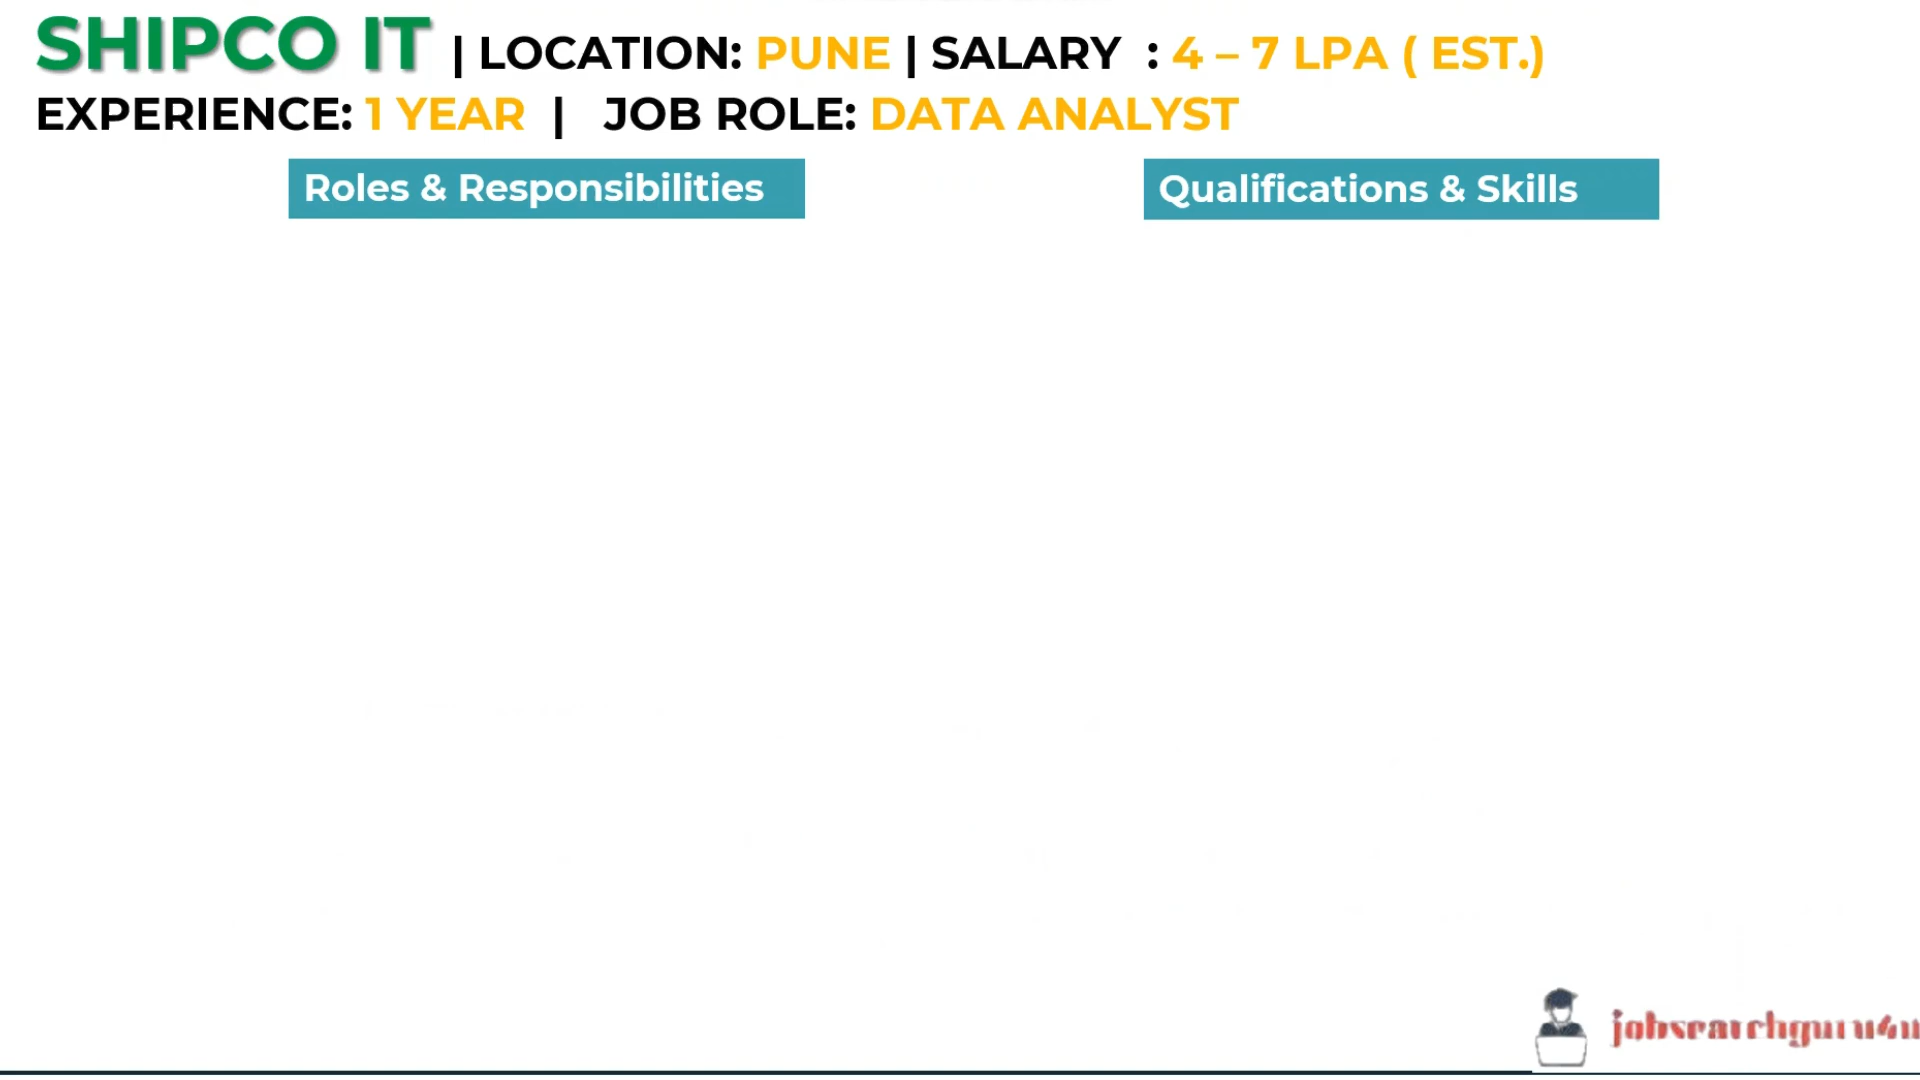 SHIPCO IT | LOCATION: PUNE | SALARY : 4 – 7 LPA ( EST.)
EXPERIENCE: 1 YEAR | JOB ROLE: DATA ANALYST
Roles & Responsibilities
Qualifications & Skills
jobsearchguru4u